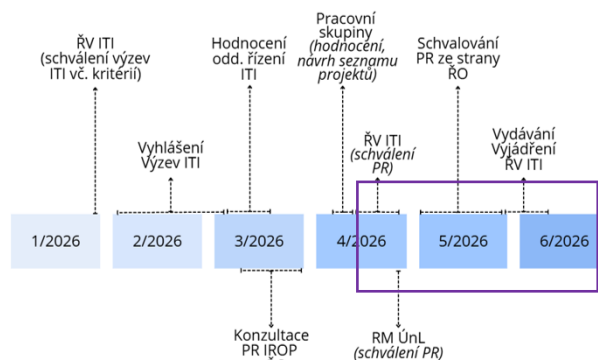 ŘV ITI
(schválení výzev
ITI vč. kritérií)
Vyhlášení
Výzev ITI
Hodnocení
odd. řízení
ITI
Pracovní
skupiny
(hodnocení,
návrh seznamu
projektů)
ŘV ITI
(schválení
PR)
Schvalování
PR ze strany
ŘO
Vydávání
Vyjádření
ŘV ITI
1/2026
2/2026
3/2026
4/2026
5/2026
6/2026
Konzultace
PR IROP
RM ÚnL
(schválení PR)